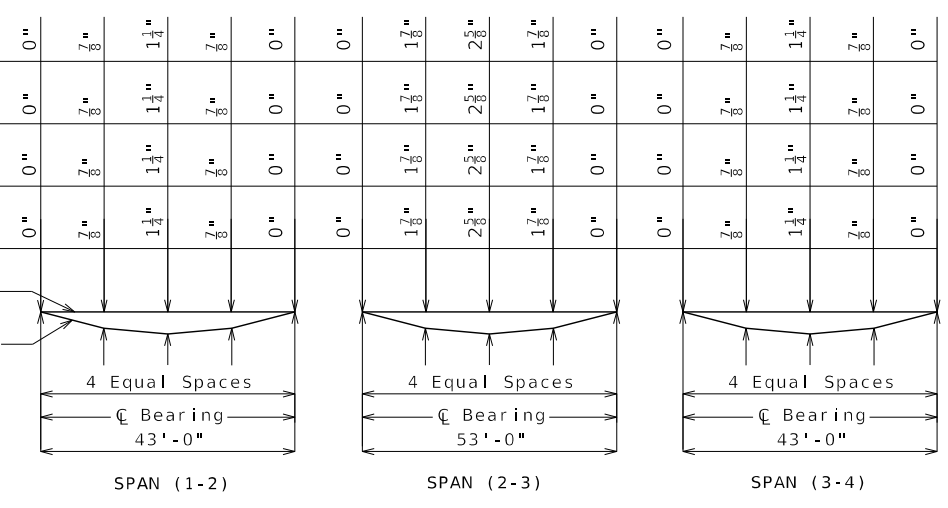 0" 7/8" 1 1/4" 7/8" 0" 0" 1 7/8" 2 5/8" 1 7/8" 0" 0" 7/8" 1 1/4" 7/8" 0"
0" 7/8" 1 1/4" 7/8" 0" 0" 1 7/8" 2 5/8" 1 7/8" 0" 0" 7/8" 1 1/4" 7/8" 0"
0" 7/8" 1 1/4" 7/8" 0" 0" 1 7/8" 2 5/8" 1 7/8" 0" 0" 7/8" 1 1/4" 7/8" 0"
0" 7/8" 1 1/4" 7/8" 0" 0" 1 7/8" 2 5/8" 1 7/8" 0" 0" 7/8" 1 1/4" 7/8" 0"
4 Equal Spaces 4 Equal Spaces 4 Equal Spaces
℄ Bearing ℄ Bearing ℄ Bearing
43'-0" 53'-0" 43'-0"
SPAN (1-2) SPAN (2-3) SPAN (3-4)